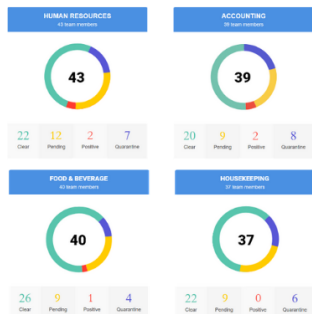 HUMAN RESOURCES
43 team members
43
22 12 2 7
Clear Pending Positive Quarantine
ACCOUNTING
39 team members
39
20 9 2 8
Clear Pending Positive Quarantine
FOOD & BEVERAGE
40 team members
40
26 9 1 4
Clear Pending Positive Quarantine
HOUSEKEEPING
37 team members
37
22 9 0 6
Clear Pending Positive Quarantine